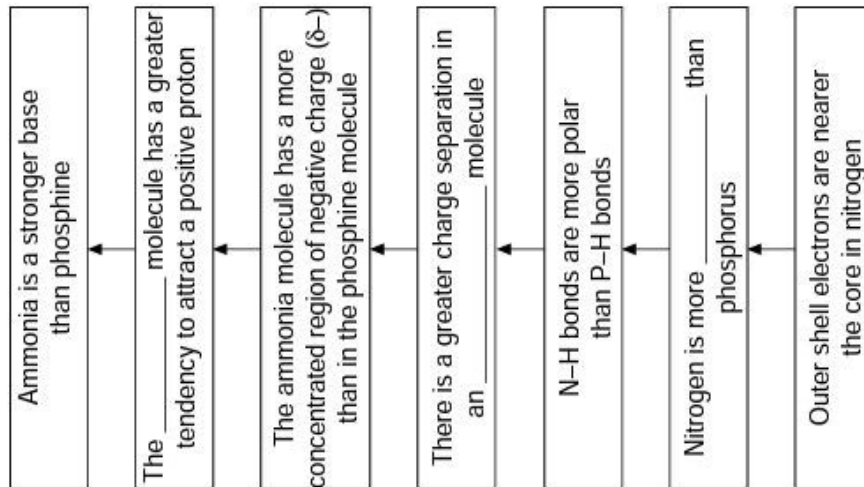 Ammonia is a stronger base
than phosphine
The ________ molecule has a greater
tendency to attract a positive proton
The ammonia molecule has a more
concentrated region of negative charge (δ–)
than in the phosphine molecule
There is a greater charge separation in
an ________ molecule
N–H bonds are more polar
than P–H bonds
Nitrogen is more ________ than
phosphorus
Outer shell electrons are nearer
the core in nitrogen